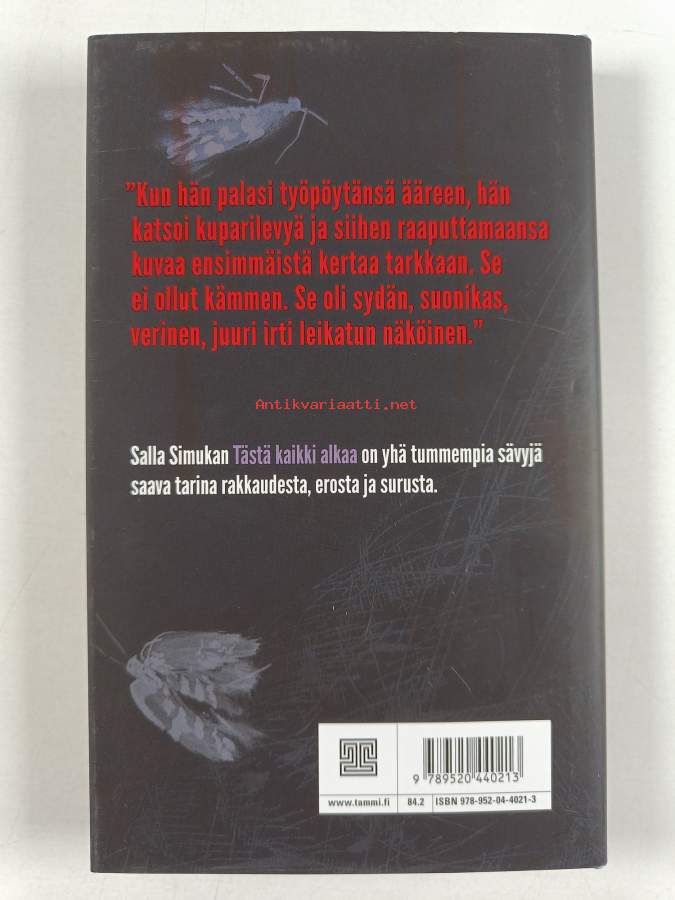 ”Kun hän palasi työpöytänsä ääreen, hän
katsoi kuparilevyä ja siihen raaputtamaansa
kuvaa ensimmäistä kertaa tarkkaan. Se
ei ollut kämmen. Se oli sydän, suonikas,
verinen, juuri irti leikatun näköinen.”
Antikvariaatti.net
Salla Simukan Tästä kaikki alkaa on yhä tummempia sävyjä
saava tarina rakkaudesta, erosta ja surusta.
9 789520 440213
www.tammi.fi 84.2 ISBN 978-952-04-4021-3